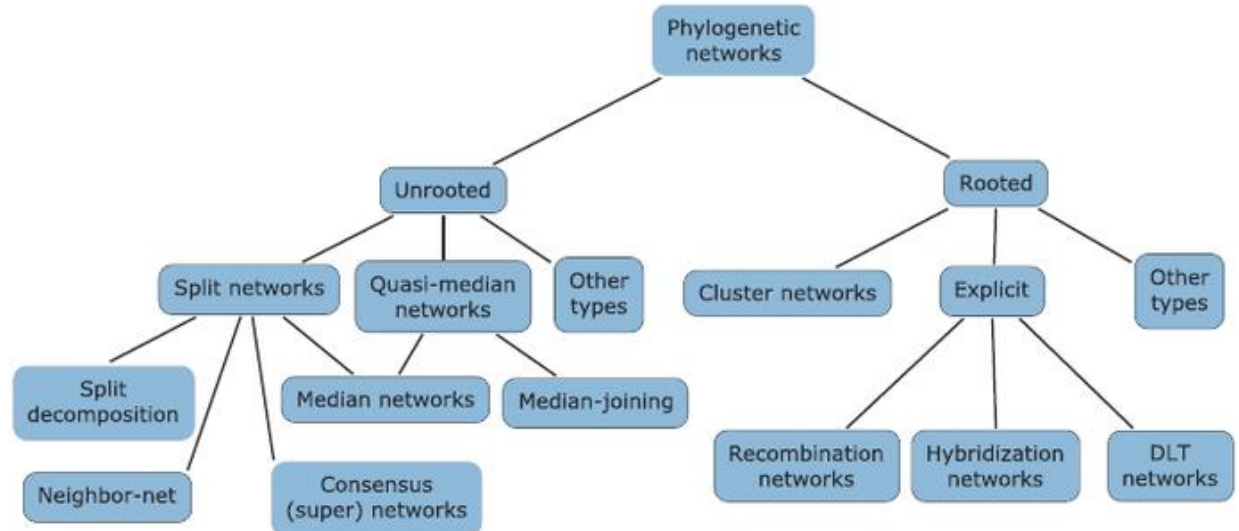 Phylogenetic
networks
Unrooted
Rooted
Split networks
Quasi-median
networks
Other
types
Cluster networks
Explicit
Other
types
Split
decomposition
Median networks
Median-joining
Neighbor-net
Consensus
(super) networks
Recombination
networks
Hybridization
networks
DLT
networks